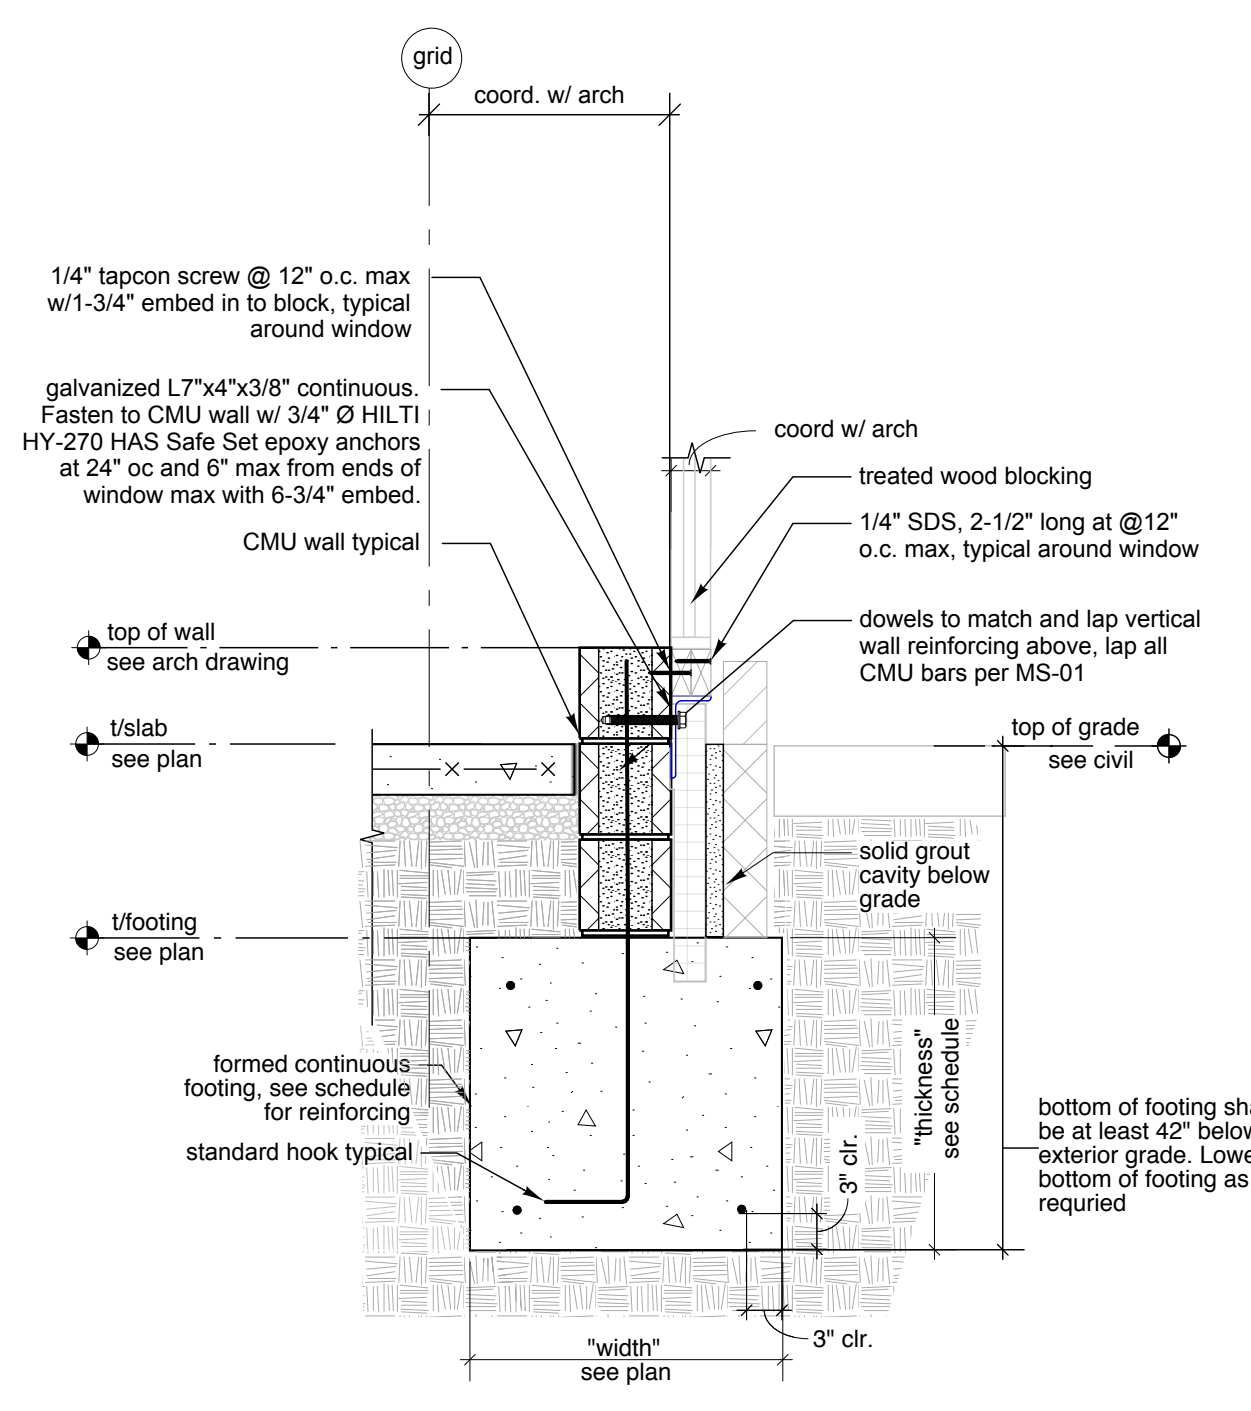 grid
coord. w/ arch
1/4" tapcon screw @ 12" o.c. max
w/1-3/4" embed in to block, typical
around window
galvanized L7"x4"x3/8" continuous.
Fasten to CMU wall w/ 3/4" Ø HILTI
HY-270 HAS Safe Set epoxy anchors
at 24" oc and 6" max from ends of
window max with 6-3/4" embed.
CMU wall typical
coord w/ arch
treated wood blocking
1/4" SDS, 2-1/2" long at @12"
o.c. max, typical around window
dowels to match and lap vertical
wall reinforcing above, lap all
CMU bars per MS-01
top of wall
see arch drawing
t/slab
see plan
top of grade
see civil
solid grout
cavity below
grade
t/footing
see plan
formed continuous
footing, see schedule
for reinforcing
standard hook typical
"thickness"
see schedule
3" clr.
bottom of footing sha
be at least 42" below
exterior grade. Lowe
bottom of footing as
requried
3" clr.
"width"
see plan